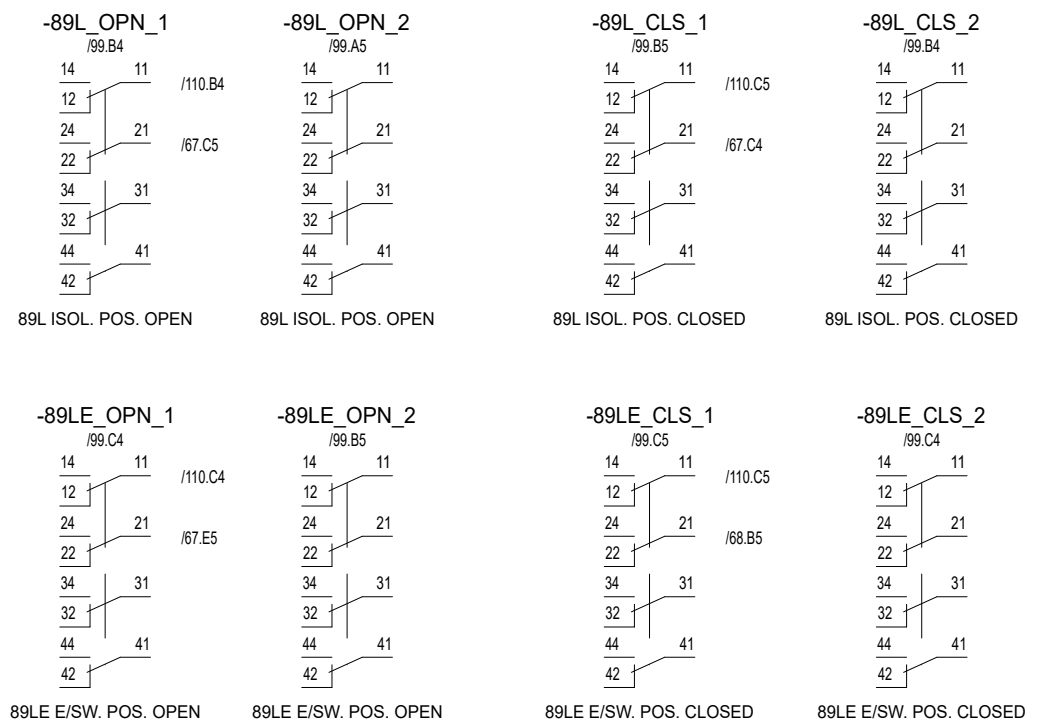 -89L_OPN_1
/99.B4
14 11
/110.B4
12
24 21
/67.C5
22
34 31
32
44 41
42
89L ISOL. POS. OPEN
-89L_OPN_2
/99.A5
14 11
12
24 21
22
34 31
32
44 41
42
89L ISOL. POS. OPEN
-89L_CLS_1
/99.B5
14 11
/110.C5
12
24 21
/67.C4
22
34 31
32
44 41
42
89L ISOL. POS. CLOSED
-89L_CLS_2
/99.B4
14 11
12
24 21
22
34 31
32
44 41
42
89L ISOL. POS. CLOSED
-89LE_OPN_1
/99.C4
14 11
/110.C4
12
24 21
/67.E5
22
34 31
32
44 41
42
89LE E/SW. POS. OPEN
-89LE_OPN_2
/99.B5
14 11
12
24 21
22
34 31
32
44 41
42
89LE E/SW. POS. OPEN
-89LE_CLS_1
/99.C5
14 11
/110.C5
12
24 21
/68.B5
22
34 31
32
44 41
42
89LE E/SW. POS. CLOSED
-89LE_CLS_2
/99.C4
14 11
12
24 21
22
34 31
32
44 41
42
89LE E/SW. POS. CLOSED